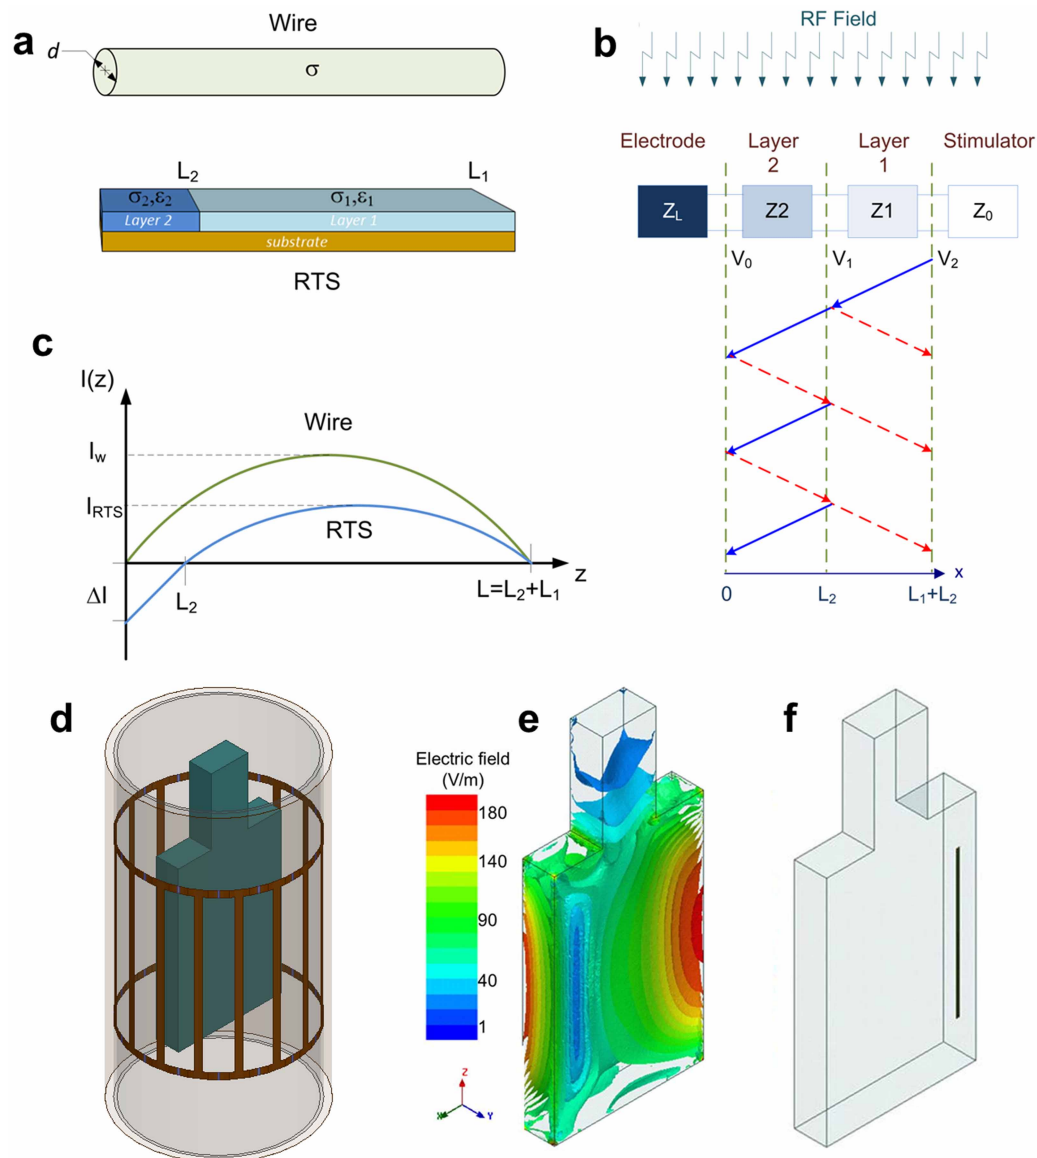 a
Wire
d
σ
L2
L1
σ2,ε2
σ1,ε1
Layer 2
Layer 1
substrate
RTS
b
RF Field
Electrode
Layer
2
Layer
1
Stimulator
ZL
Z2
Z1
Z0
V0
V1
V2
x
0
L2
L1+L2
c
I(z)
Wire
Iw
IRTS
RTS
z
ΔI
L2
L=L2+L1
d
e
Electric field
(V/m)
180
140
90
40
1
Z
X
Y
f